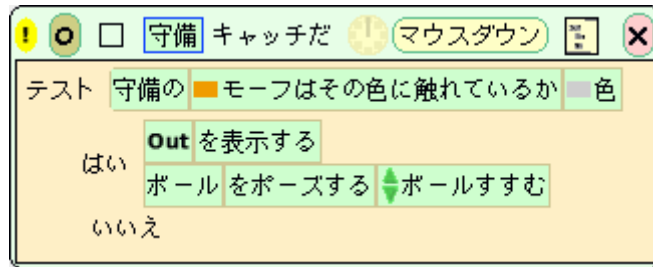 ! O 守備 キャッチだ マウスダウン ×
テスト 守備の モーフはその色に触れているか 色
はい
Out を表示する
ボール をポーズする ボールすすむ
いいえ